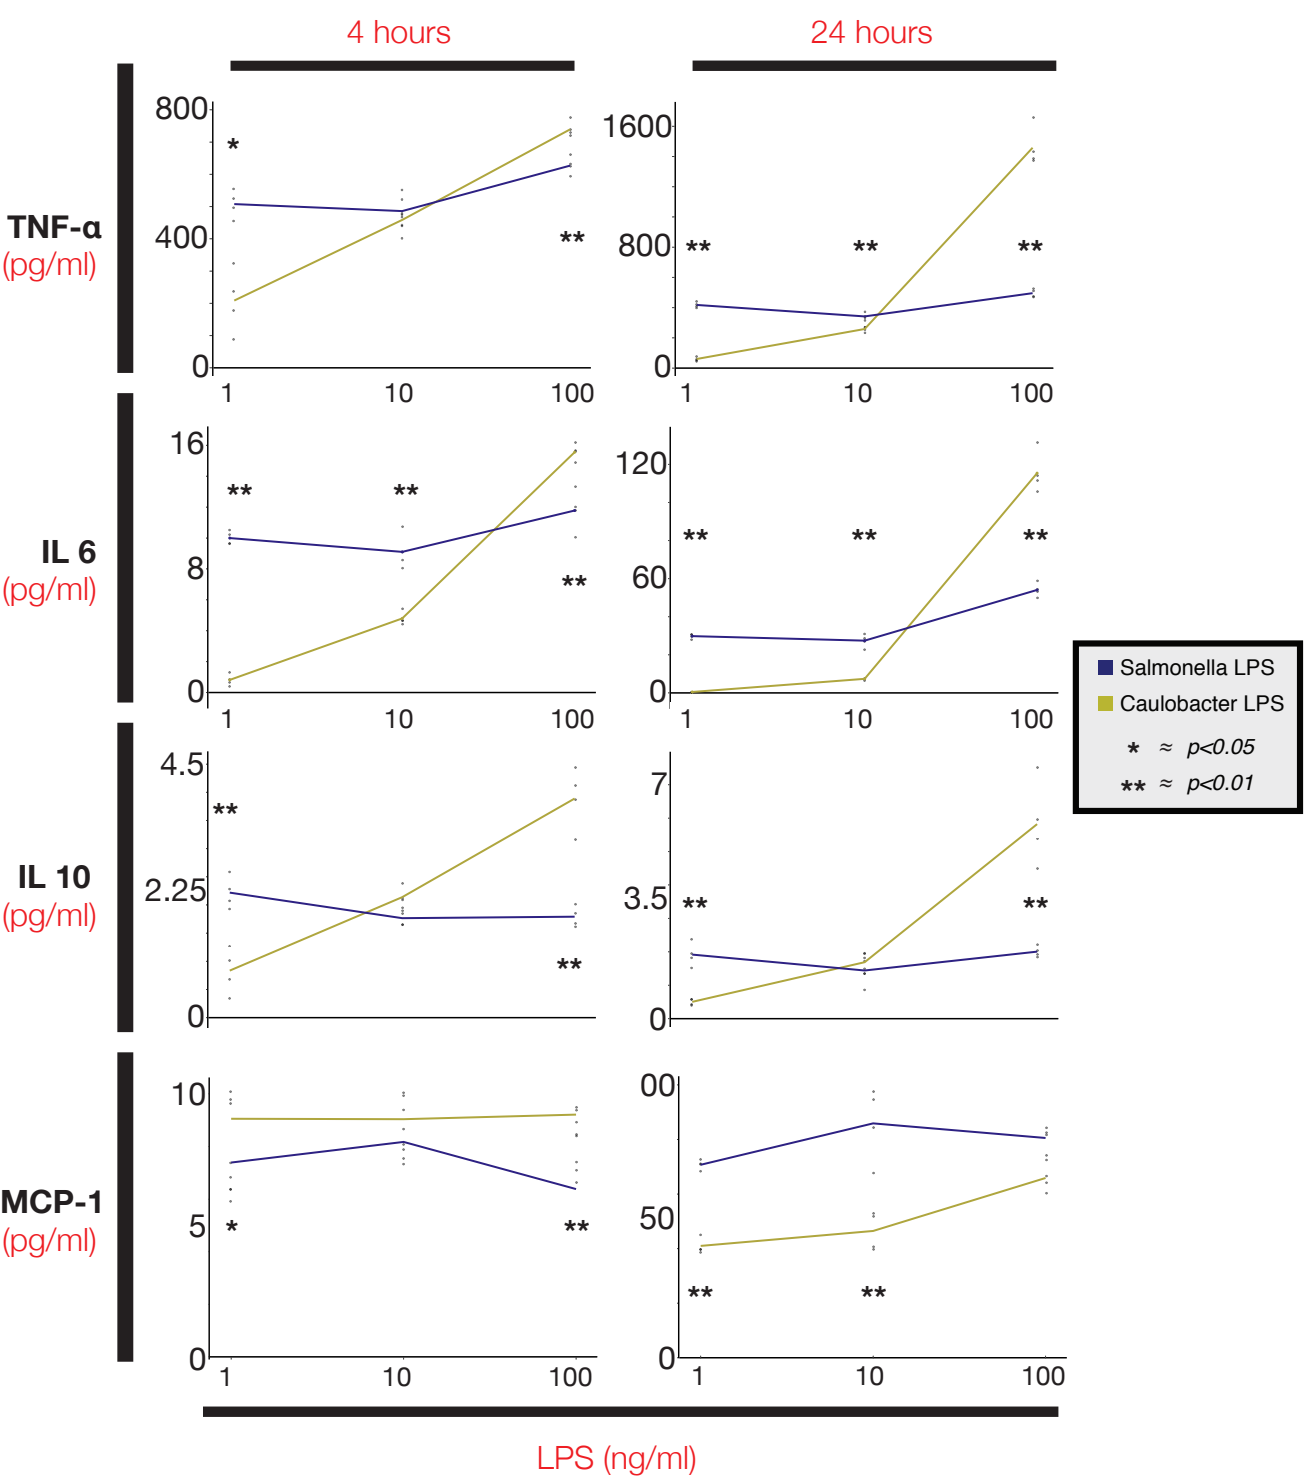 4 hours
24 hours
TNF-α
(pg/ml)
800
400
0
*
**
1 10 100
1600
800
0
** ** **
1 10 100
IL 6
(pg/ml)
16
8
0
** **
**
1 10 100
120
60
0
** ** **
1 10 100
Salmonella LPS
Caulobacter LPS
* ≈ p<0.05
** ≈ p<0.01
IL 10
(pg/ml)
4.5
2.25
0
**
**
7
3.5
0
** **
MCP-1
(pg/ml)
10
5
0
* **
1 10 100
00
50
0
** **
1 10 100
LPS (ng/ml)